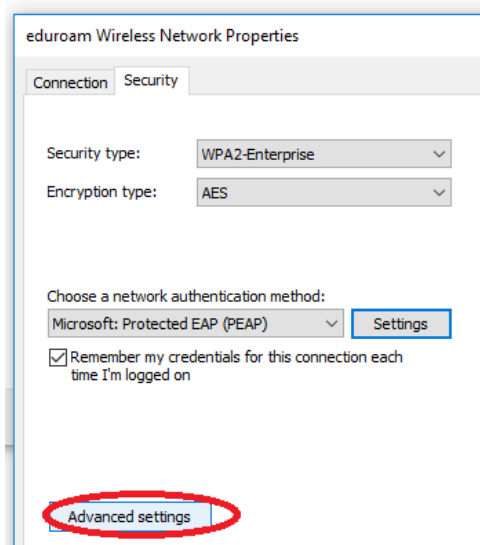 eduroam Wireless Network Properties
Connection Security
Security type: WPA2-Enterprise
Encryption type: AES
Choose a network authentication method:
Microsoft: Protected EAP (PEAP) Settings
Remember my credentials for this connection each
time I'm logged on
Advanced settings